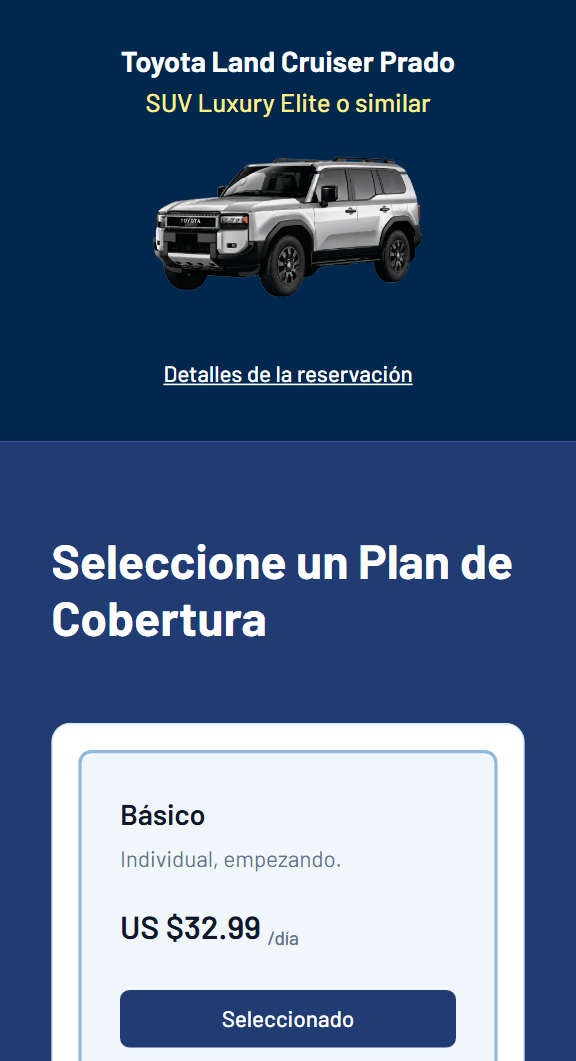 Toyota Land Cruiser Prado
SUV Luxury Elite o similar
TOYOTA
Detalles de la reservación
Seleccione un Plan de
Cobertura
Básico
Individual, empezando.
US $32.99 /día
Seleccionado